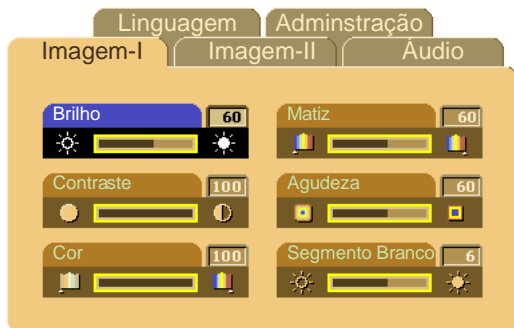 Linguagem Adminstração
Imagem-I Imagem-II Áudio
Brilho 60
Matiz 60
Contraste 100
Agudeza 60
Cor 100
Segmento Branco 6